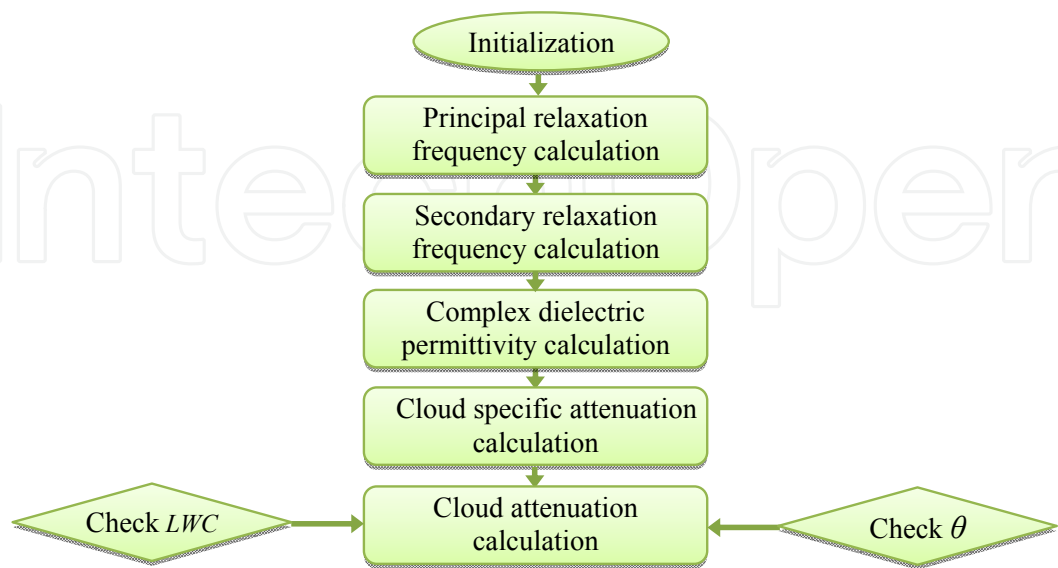 Initialization
Principal relaxation
frequency calculation
Secondary relaxation
frequency calculation
Complex dielectric
permittivity calculation
Cloud specific attenuation
calculation
Check LWC
Cloud attenuation
calculation
Check θ